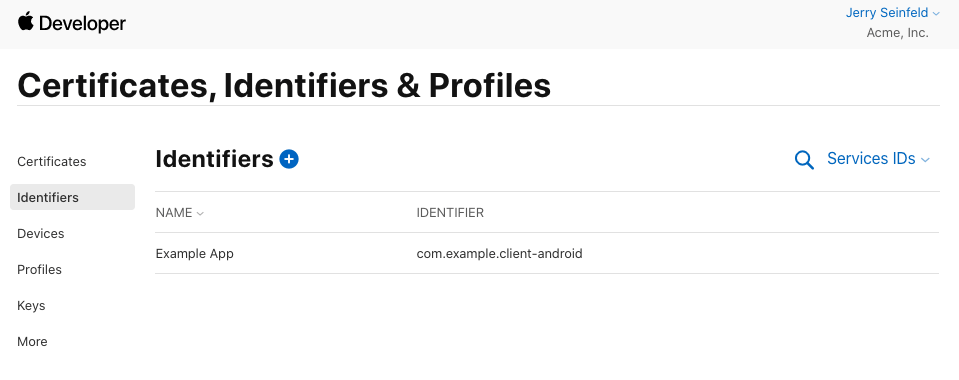 Developer
Jerry Seinfeld
Acme, Inc.
Certificates, Identifiers & Profiles
Certificates
Identifiers
Devices
Profiles
Keys
More
Identifiers
Services IDs
NAME IDENTIFIER
Example App com.example.client-android